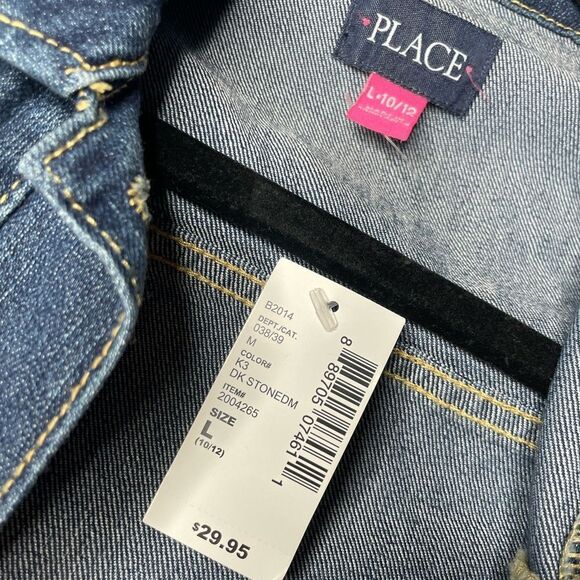 PLACE
L•10/12
B2014
DEPT./CAT.
038/39
M
COLOR#
K3
DK STONEDM
ITEM#
2004265
SIZE
L
(10/12)
$29.95
8 89705 07461 1